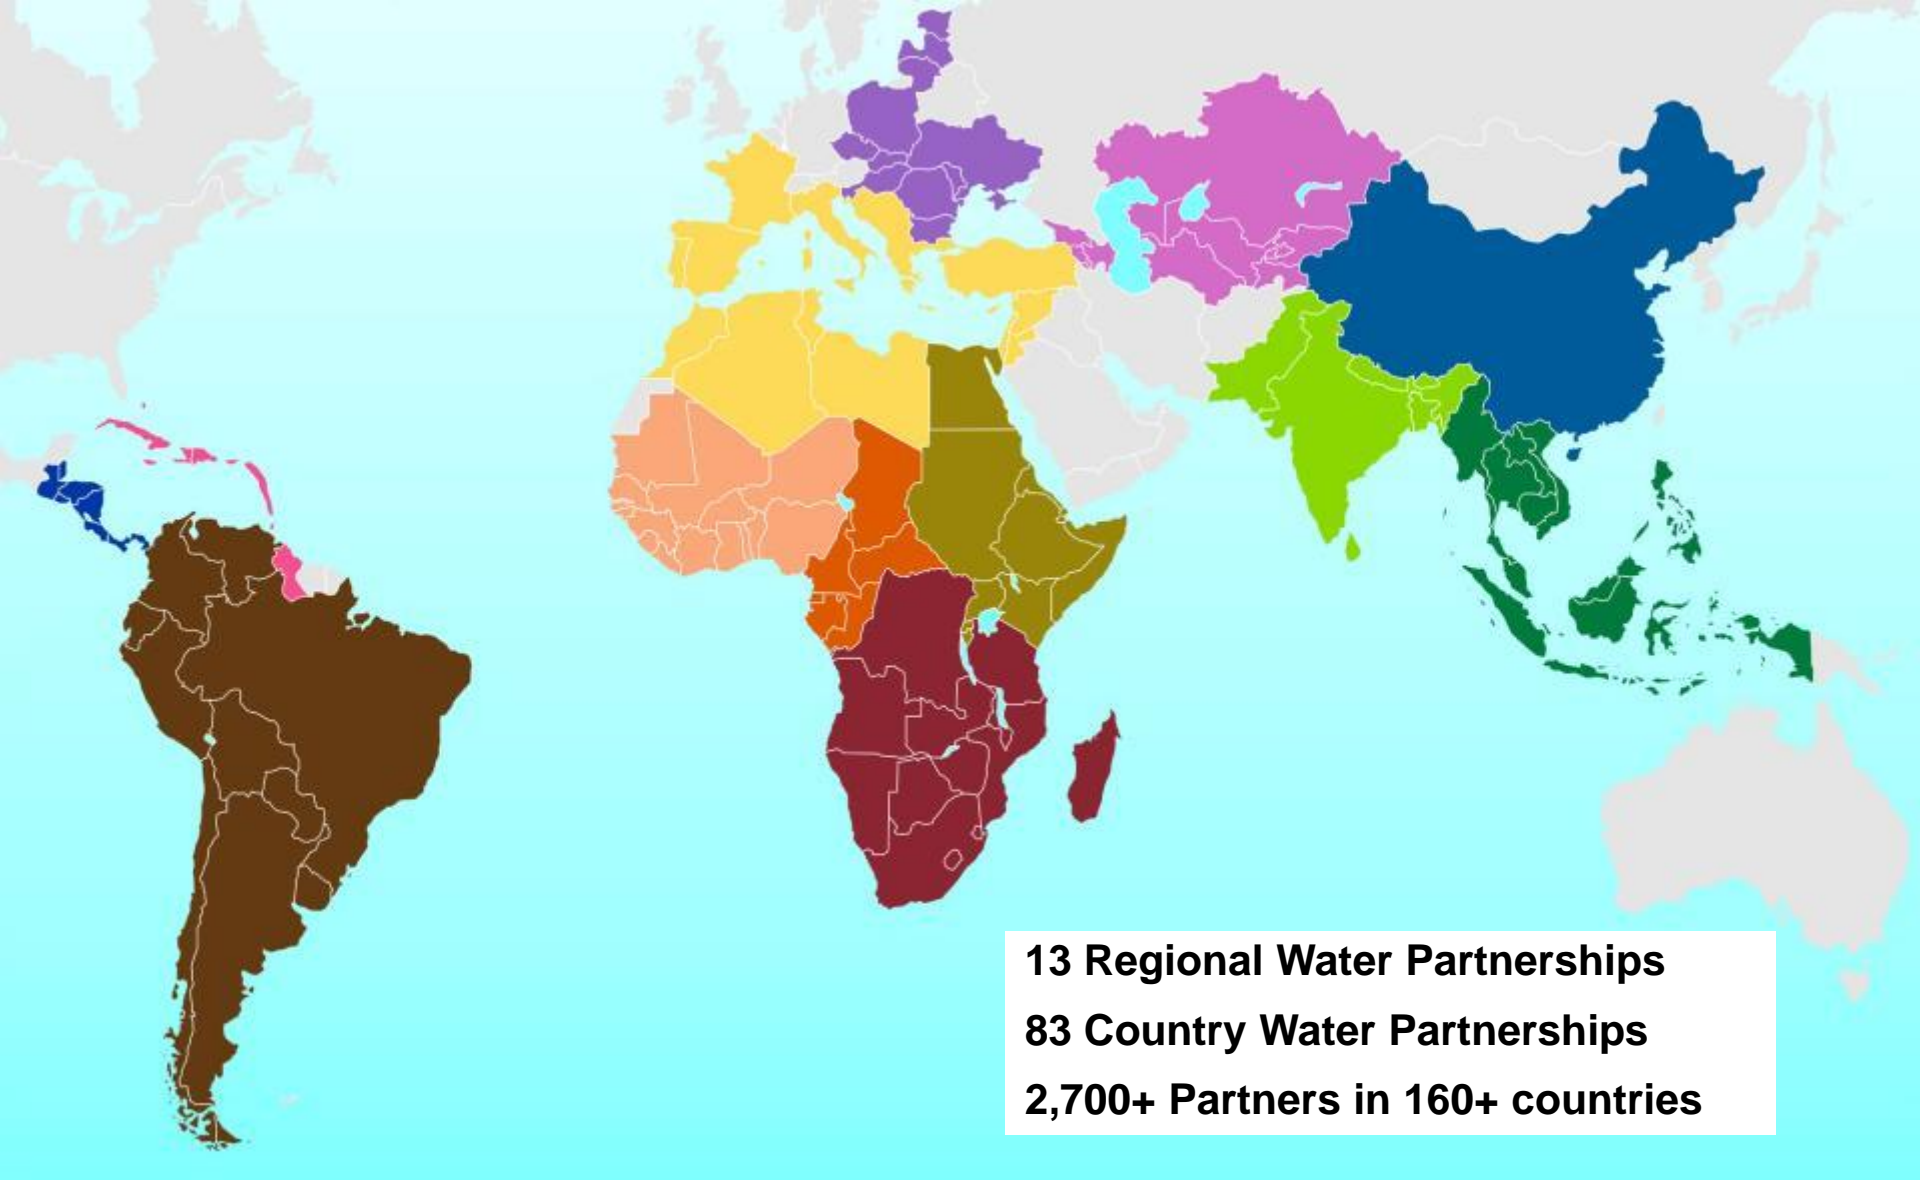 13 Regional Water Partnerships
83 Country Water Partnerships
2,700+ Partners in 160+ countries